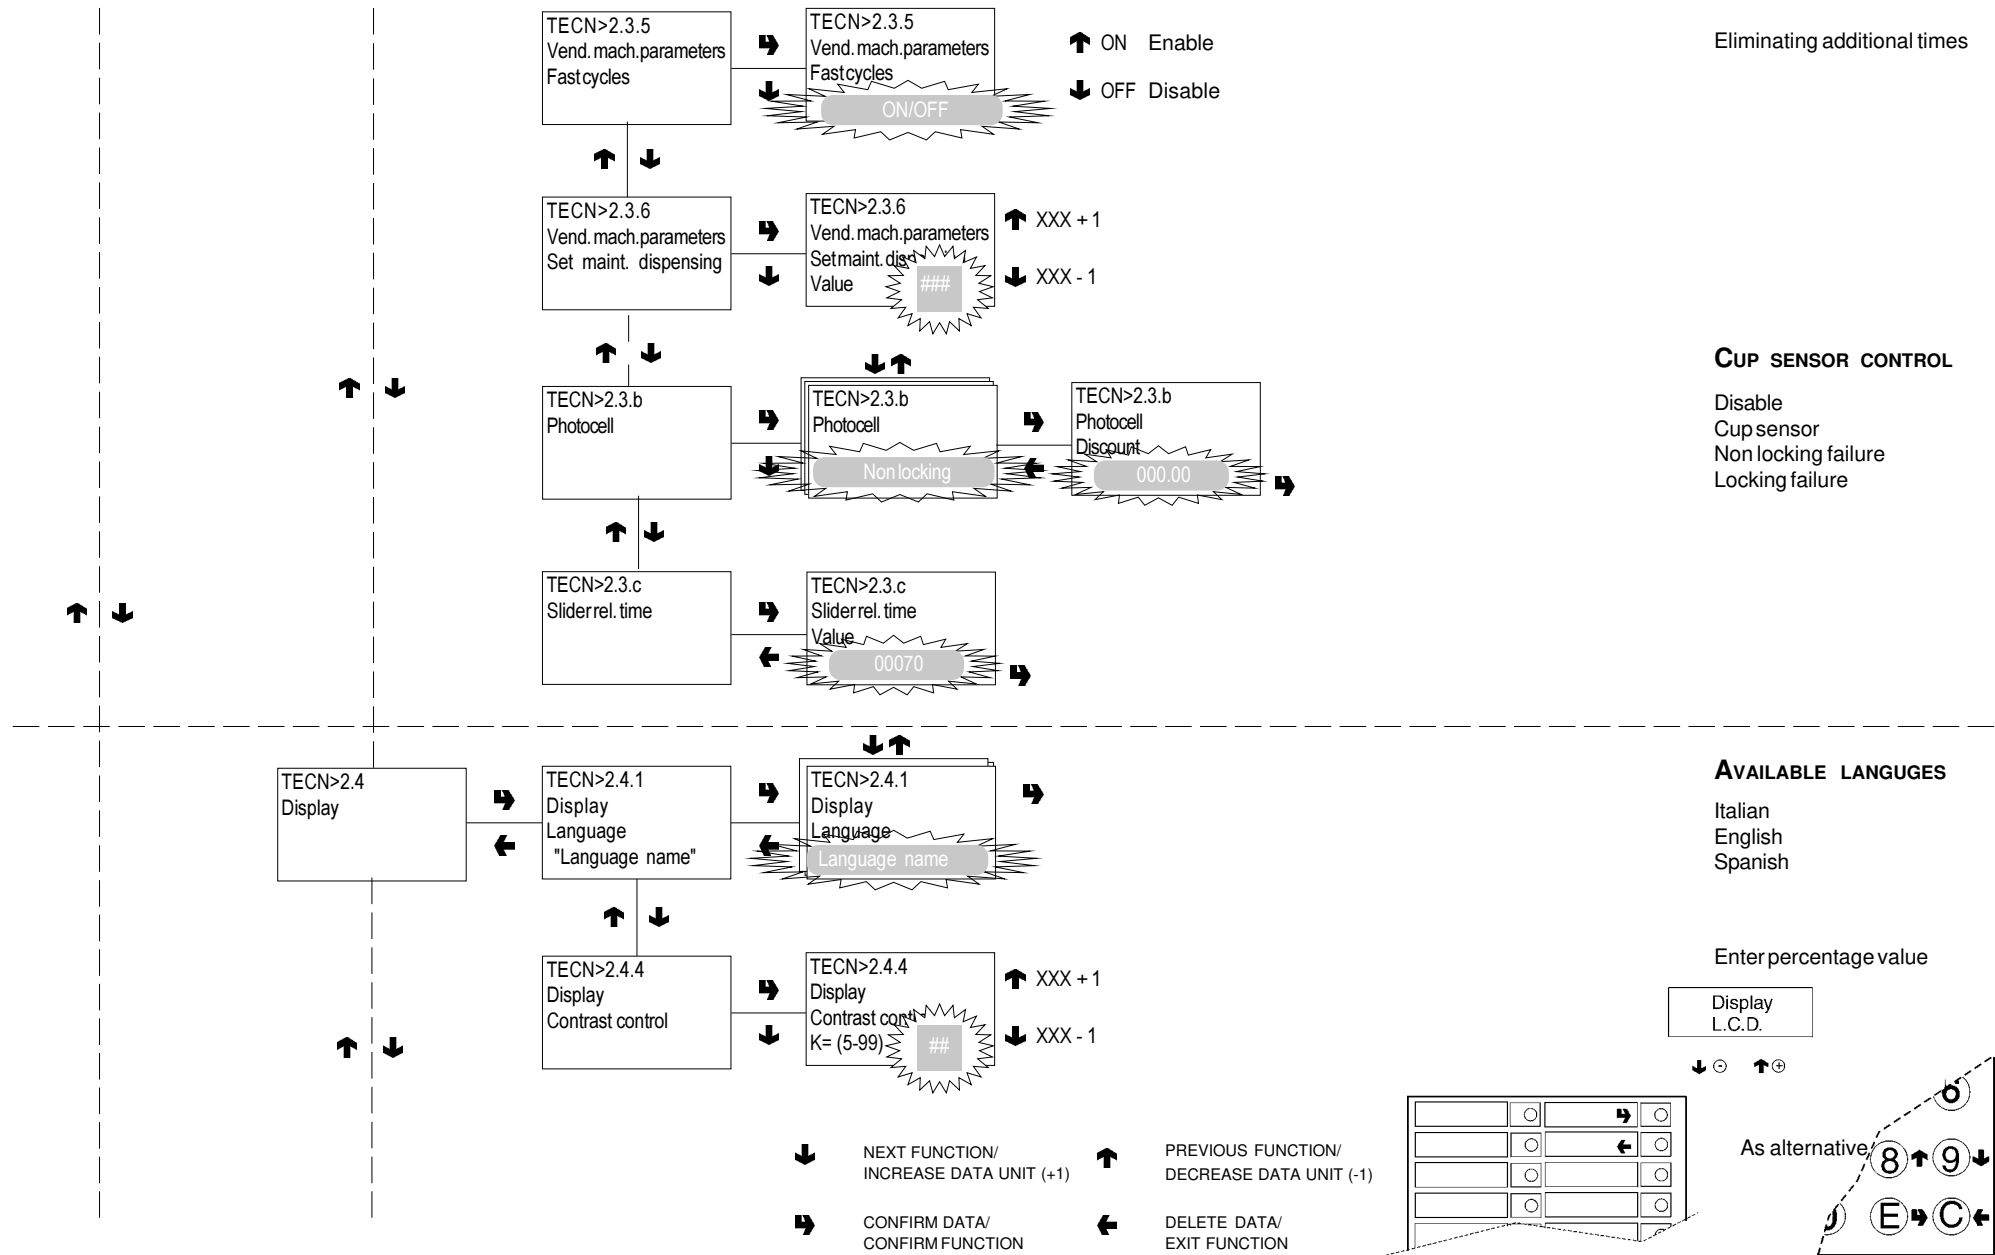 TECN>2.3.5
Vend. mach.parameters
Fast cycles
TECN>2.3.5
Vend. mach.parameters
Fast cycles
ON/OFF
ON Enable
OFF Disable
Eliminating additional times
TECN>2.3.6
Vend. mach.parameters
Set maint. dispensing
TECN>2.3.6
Vend. mach.parameters
Set maint.
Value
###
XXX + 1
XXX - 1
TECN>2.3.b
Photocell
TECN>2.3.b
Photocell
Non locking
TECN>2.3.b
Photocell
Discount
000.00
CUP SENSOR CONTROL
Disable
Cup sensor
Non locking failure
Locking failure
TECN>2.3.c
Slider rel. time
TECN>2.3.c
Slider rel. time
Value
00070
TECN>2.4
Display
TECN>2.4.1
Display
Language
"Language name"
TECN>2.4.1
Display
Language
Language name
AVAILABLE LANGUGES
Italian
English
Spanish
TECN>2.4.4
Display
Contrast control
TECN>2.4.4
Display
Contrast
K= (5-99)
##
XXX + 1
XXX - 1
Enter percentage value
Display
L.C.D.
- +
As alternative
6
8 9
E C
NEXT FUNCTION/
INCREASE DATA UNIT (+1)
PREVIOUS FUNCTION/
DECREASE DATA UNIT (-1)
CONFIRM DATA/
CONFIRM FUNCTION
DELETE DATA/
EXIT FUNCTION